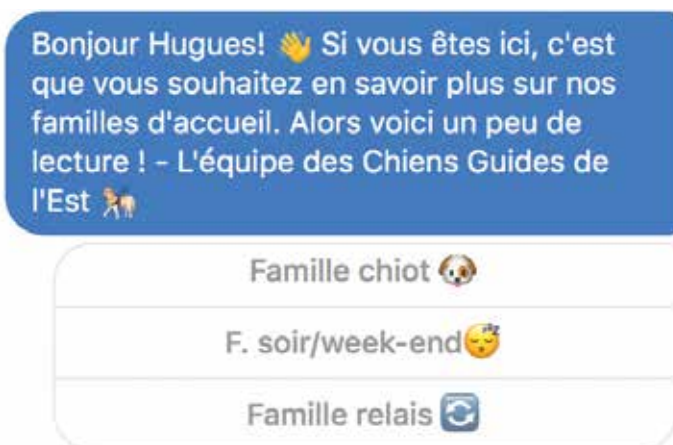 Bonjour Hugues! 👋 Si vous êtes ici, c'est
que vous souhaitez en savoir plus sur nos
familles d'accueil. Alors voici un peu de
lecture ! - L'équipe des Chiens Guides de
l'Est 🐕‍🦺
Famille chiot 🐶
F. soir/week-end😴
Famille relais 🔄